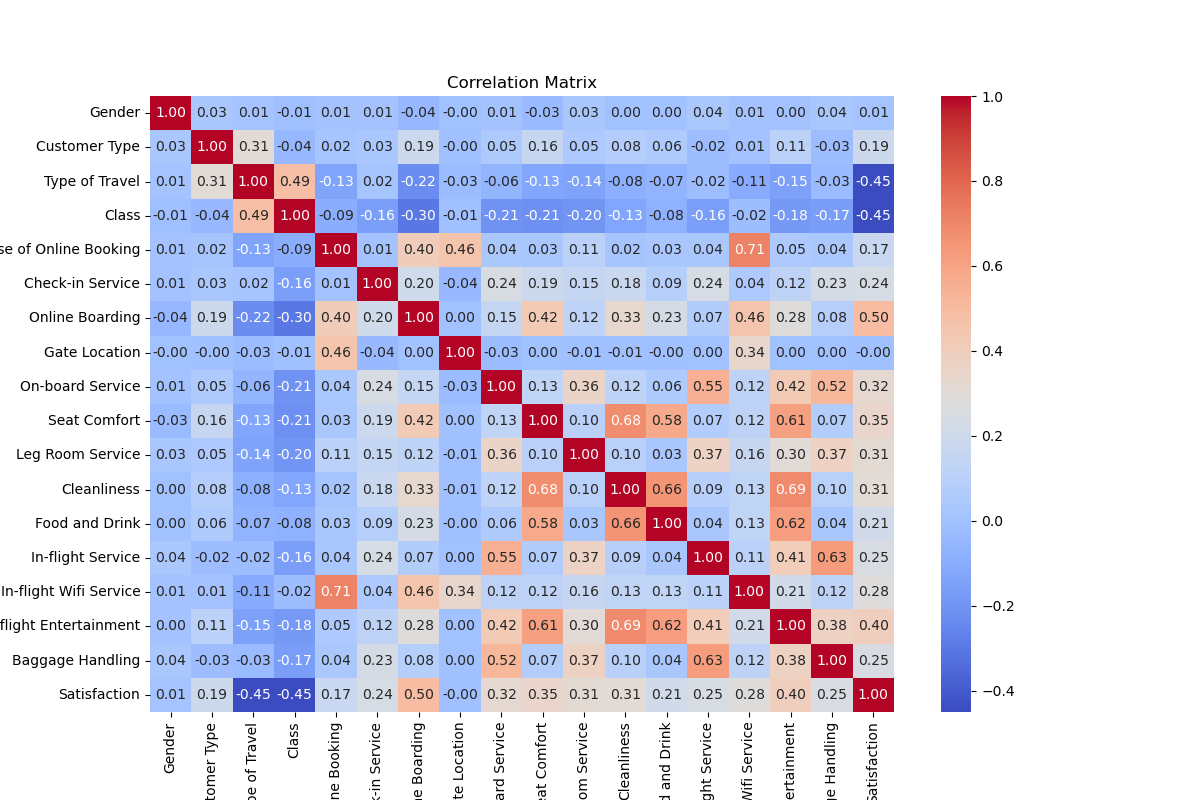 Correlation Matrix
Gender 1.00 0.03 0.01 -0.01 0.01 0.01 -0.04 -0.00 0.01 -0.03 0.03 0.00 0.00 0.04 0.01 0.00 0.04 0.01
Customer Type 0.03 1.00 0.31 -0.04 0.02 0.03 0.19 -0.00 0.05 0.16 0.05 0.08 0.06 -0.02 0.01 0.11 -0.03 0.19
Type of Travel 0.01 0.31 1.00 0.49 -0.13 0.02 -0.22 -0.03 -0.06 -0.13 -0.14 -0.08 -0.07 -0.02 -0.11 -0.15 -0.03 -0.45
Class -0.01 -0.04 0.49 1.00 -0.09 -0.16 -0.30 -0.01 -0.21 -0.21 -0.20 -0.13 -0.08 -0.16 -0.02 -0.18 -0.17 -0.45
se of Online Booking 0.01 0.02 -0.13 -0.09 1.00 0.01 0.40 0.46 0.04 0.03 0.11 0.02 0.03 0.04 0.71 0.05 0.04 0.17
Check-in Service 0.01 0.03 0.02 -0.16 0.01 1.00 0.20 -0.04 0.24 0.19 0.15 0.18 0.09 0.24 0.04 0.12 0.23 0.24
Online Boarding -0.04 0.19 -0.22 -0.30 0.40 0.20 1.00 0.00 0.15 0.42 0.12 0.33 0.23 0.07 0.46 0.28 0.08 0.50
Gate Location -0.00 -0.00 -0.03 -0.01 0.46 -0.04 0.00 1.00 -0.03 0.00 -0.01 -0.01 -0.00 0.00 0.34 0.00 0.00 -0.00
On-board Service 0.01 0.05 -0.06 -0.21 0.04 0.24 0.15 -0.03 1.00 0.13 0.36 0.12 0.06 0.55 0.12 0.42 0.52 0.32
Seat Comfort -0.03 0.16 -0.13 -0.21 0.03 0.19 0.42 0.00 0.13 1.00 0.10 0.68 0.58 0.07 0.12 0.61 0.07 0.35
Leg Room Service 0.03 0.05 -0.14 -0.20 0.11 0.15 0.12 -0.01 0.36 0.10 1.00 0.10 0.03 0.37 0.16 0.30 0.37 0.31
Cleanliness 0.00 0.08 -0.08 -0.13 0.02 0.18 0.33 -0.01 0.12 0.68 0.10 1.00 0.66 0.09 0.13 0.69 0.10 0.31
Food and Drink 0.00 0.06 -0.07 -0.08 0.03 0.09 0.23 -0.00 0.06 0.58 0.03 0.66 1.00 0.04 0.13 0.62 0.04 0.21
In-flight Service 0.04 -0.02 -0.02 -0.16 0.04 0.24 0.07 0.00 0.55 0.07 0.37 0.09 0.04 1.00 0.11 0.41 0.63 0.25
In-flight Wifi Service 0.01 0.01 -0.11 -0.02 0.71 0.04 0.46 0.34 0.12 0.12 0.16 0.13 0.13 0.11 1.00 0.21 0.12 0.28
flight Entertainment 0.00 0.11 -0.15 -0.18 0.05 0.12 0.28 0.00 0.42 0.61 0.30 0.69 0.62 0.41 0.21 1.00 0.38 0.40
Baggage Handling 0.04 -0.03 -0.03 -0.17 0.04 0.23 0.08 0.00 0.52 0.07 0.37 0.10 0.04 0.63 0.12 0.38 1.00 0.25
Satisfaction 0.01 0.19 -0.45 -0.45 0.17 0.24 0.50 -0.00 0.32 0.35 0.31 0.31 0.21 0.25 0.28 0.40 0.25 1.00
Gender
tomer Type
pe of Travel
Class
ne Booking
k-in Service
ne Boarding
te Location
ard Service
eat Comfort
om Service
Cleanliness
d and Drink
ght Service
Wifi Service
ertainment
ge Handling
Satisfaction
1.0
0.8
0.6
0.4
0.2
0.0
−0.2
−0.4